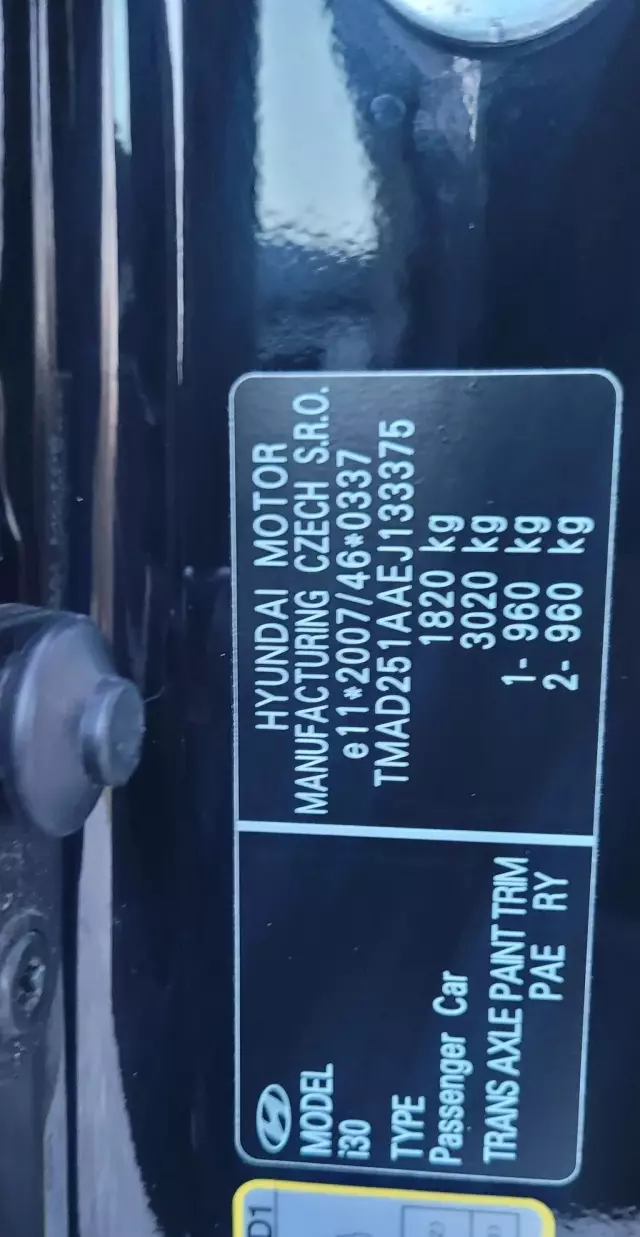 HYUNDAI MOTOR
MANUFACTURING CZECH S.R.O.
e11*2007/46*0337
TMAD251AAEJ133375
1820 kg
3020 kg
1- 960 kg
2- 960 kg
MODEL
i30
TYPE
Passenger Car
TRANS AXLE PAINT TRIM
PAE RY
D1